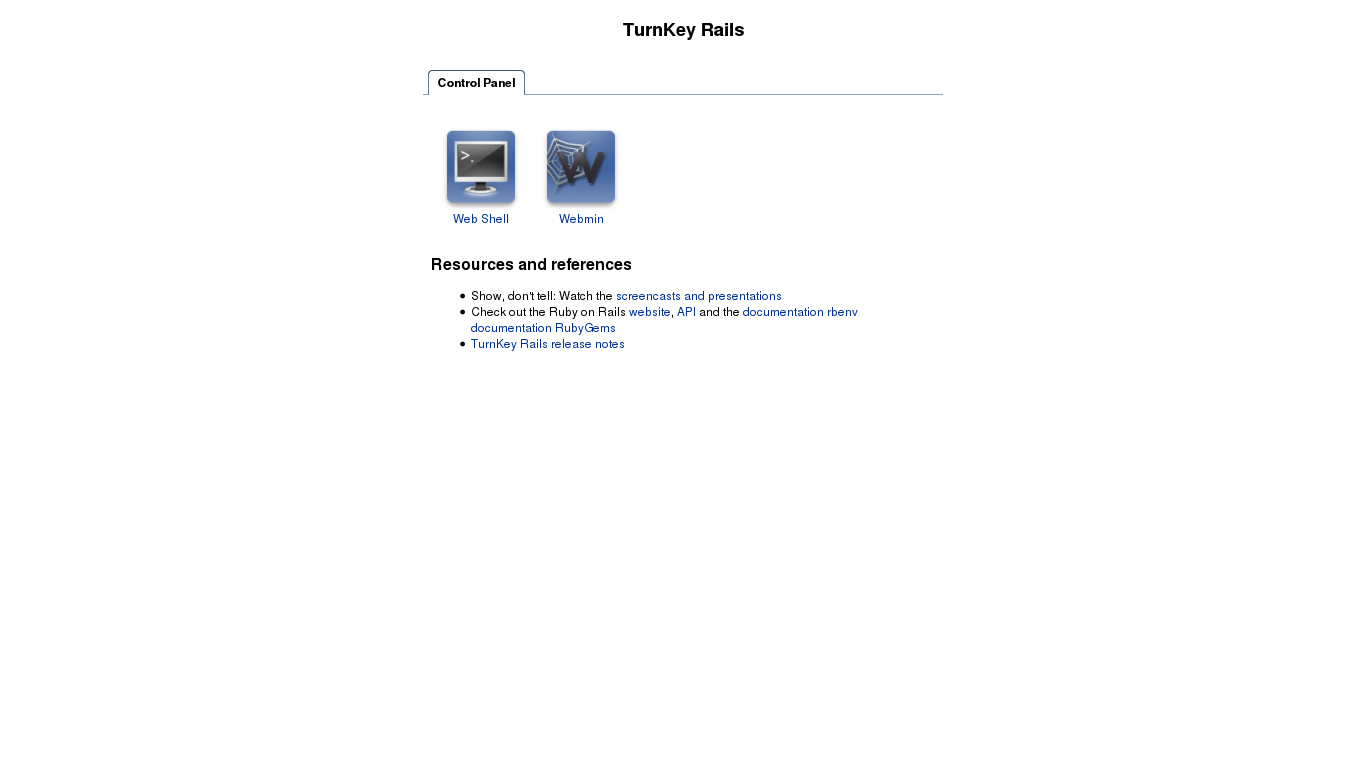 TurnKey Rails
Control Panel
>.
W
Web Shell
Webmin
Resources and references
Show, don't tell: Watch the screencasts and presentations
Check out the Ruby on Rails website, API and the documentation rbenv
documentation RubyGems
TurnKey Rails release notes